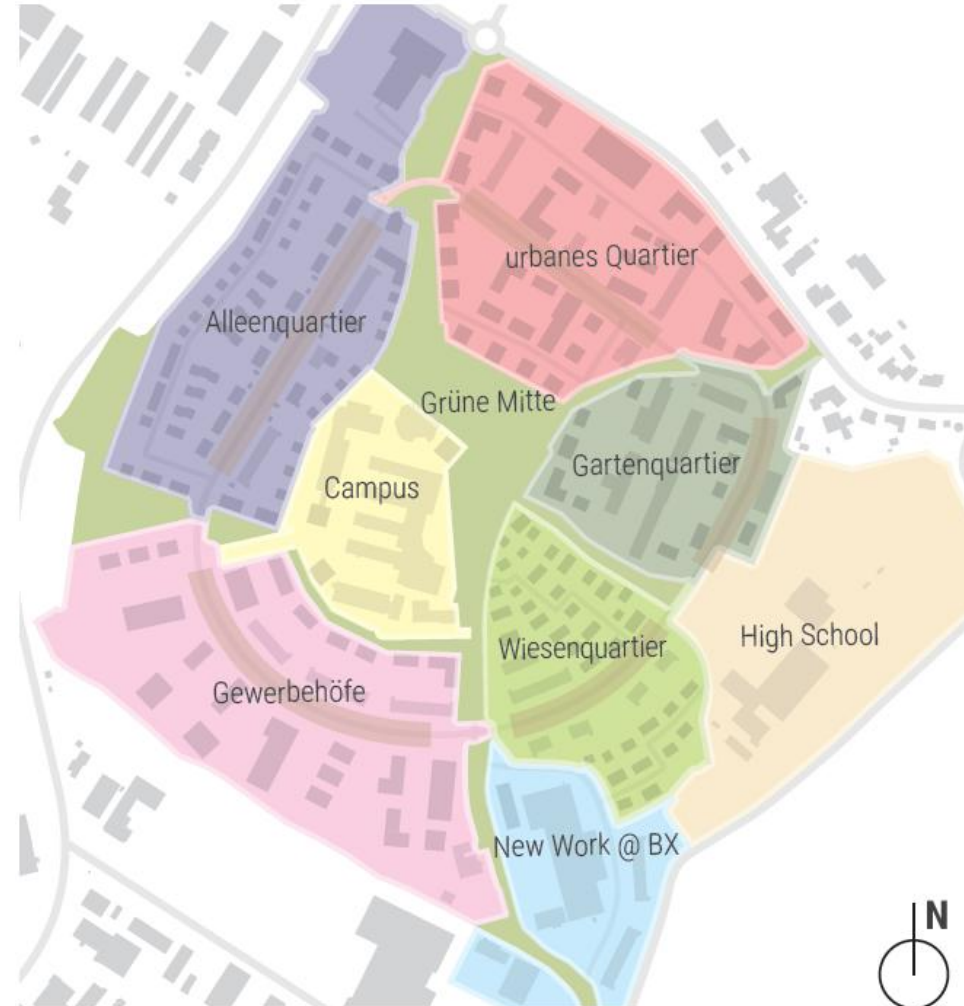 urbanes Quartier
Alleenquartier
Grüne Mitte
Gartenquartier
Campus
High School
Wiesenquartier
Gewerbehöfe
New Work @ BX
N